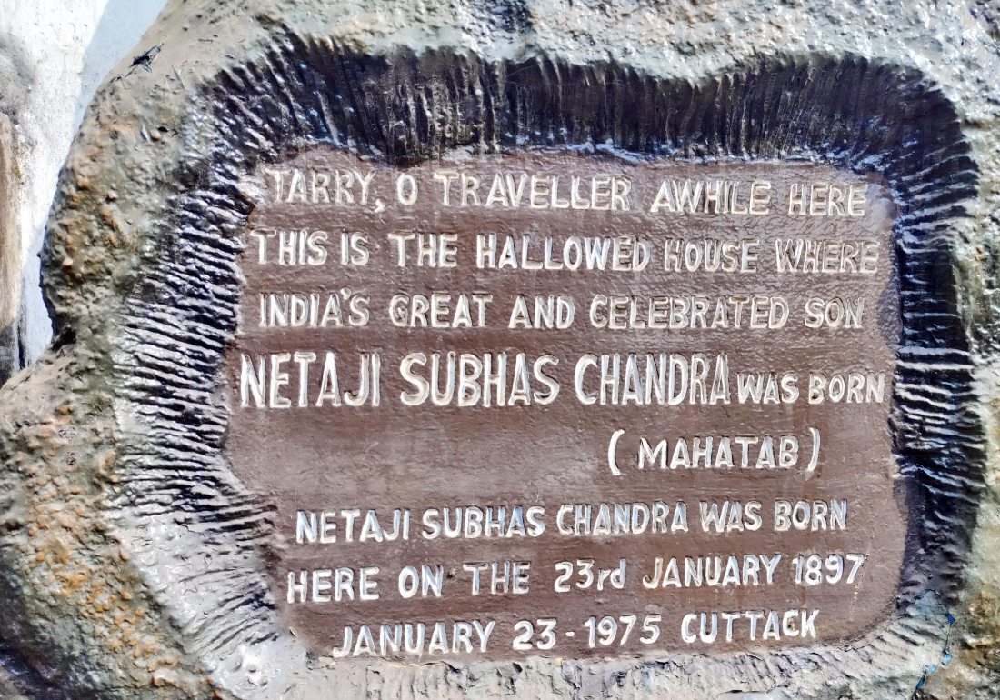 TARRY, O TRAVELLER AWHILE HERE
THIS IS THE HALLOWED HOUSE WHERE
INDIA'S GREAT AND CELEBRATED SON
NETAJI SUBHAS CHANDRA WAS BORN
( MAHATAB )
NETAJI SUBHAS CHANDRA WAS BORN
HERE ON THE 23rd JANUARY 1897
JANUARY 23 - 1975 CUTTACK